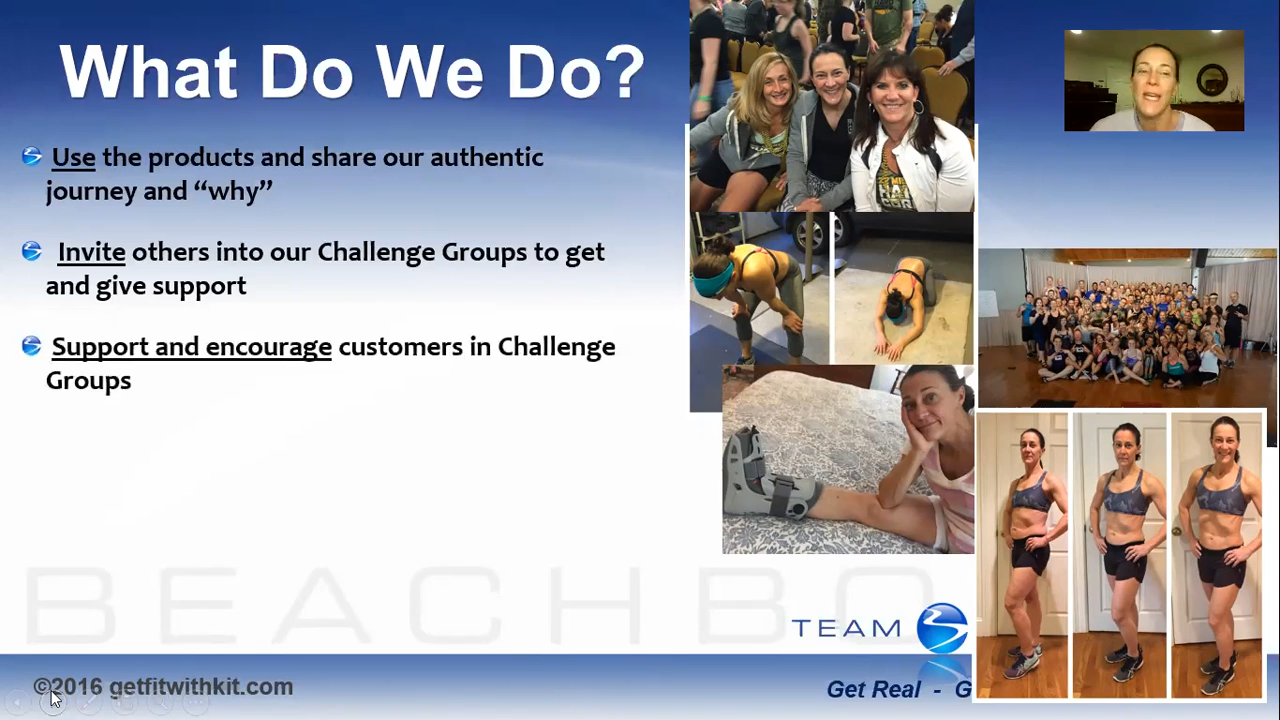 What Do We Do?
Use the products and share our authentic
journey and “why”
Invite others into our Challenge Groups to get
and give support
Support and encourage customers in Challenge
Groups
BEACHBO
TEAM
©2016 getfitwithkit.com
Get Real - G